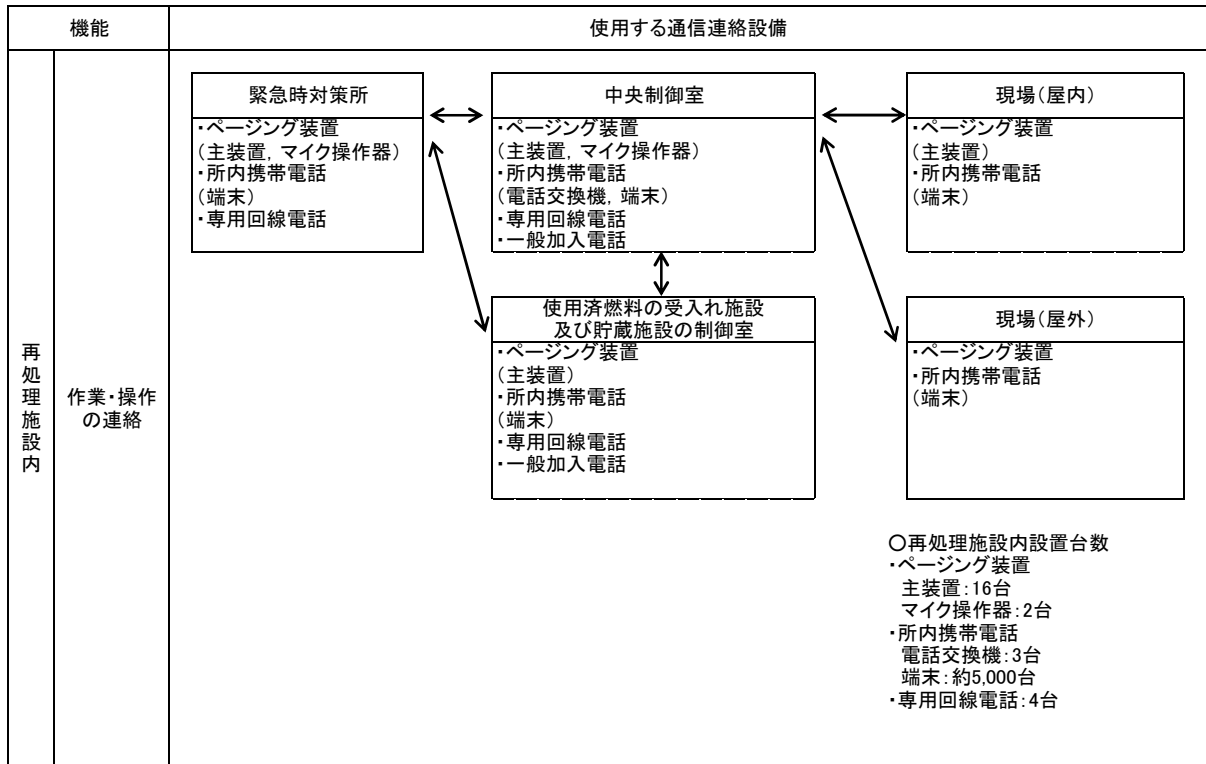 機能
使用する通信連絡設備
再処理施設内
作業・操作
の連絡
緊急時対策所
・ページング装置
(主装置，マイク操作器)
・所内携帯電話
(端末)
・専用回線電話
中央制御室
・ページング装置
(主装置，マイク操作器)
・所内携帯電話
(電話交換機，端末)
・専用回線電話
・一般加入電話
現場(屋内)
・ページング装置
(主装置)
・所内携帯電話
(端末)
使用済燃料の受入れ施設
及び貯蔵施設の制御室
・ページング装置
(主装置)
・所内携帯電話
(端末)
・専用回線電話
・一般加入電話
現場(屋外)
・ページング装置
・所内携帯電話
(端末)
○再処理施設内設置台数
・ページング装置
主装置：16台
マイク操作器：2台
・所内携帯電話
電話交換機：3台
端末：約5,000台
・専用回線電話：4台